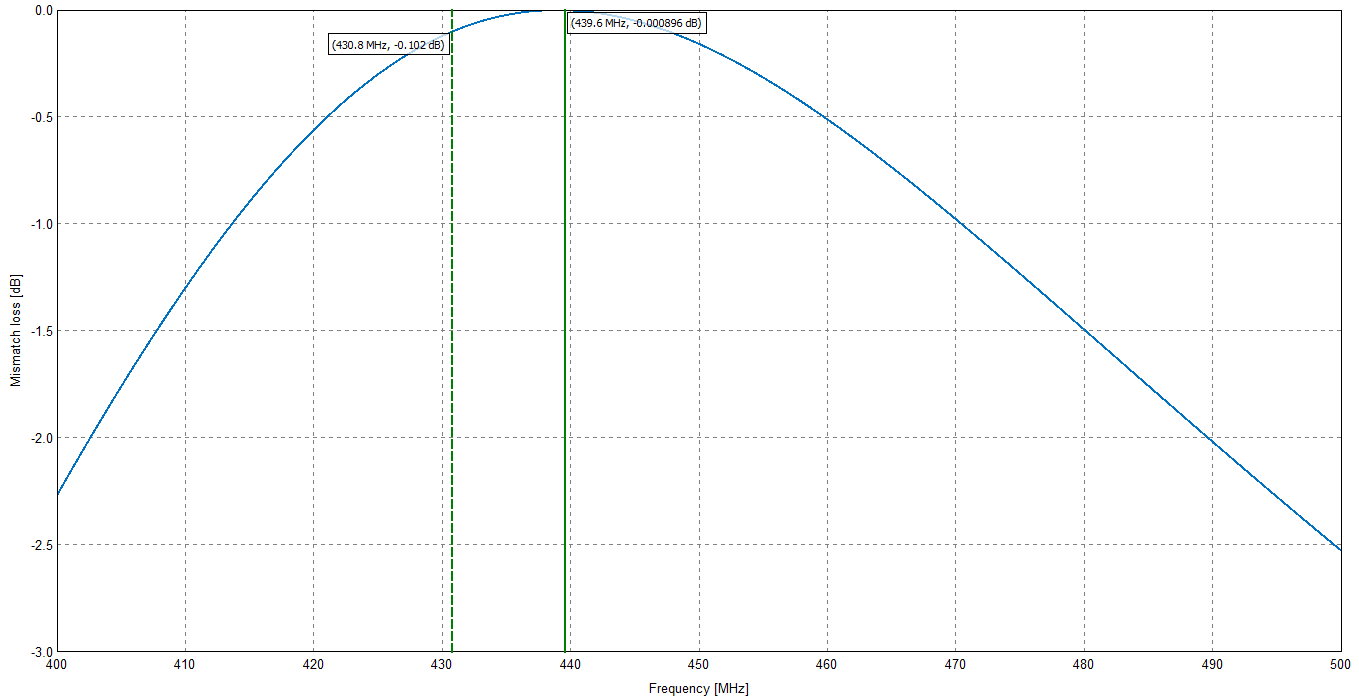 0.0
(439.6 MHz, -0.000896 dB)
(430.8 MHz, -0.102 dB)
-0.5
-1.0
Mismatch loss [dB]
-1.5
-2.0
-2.5
-3.0
400 410 420 430 440 450 460 470 480 490 500
Frequency [MHz]